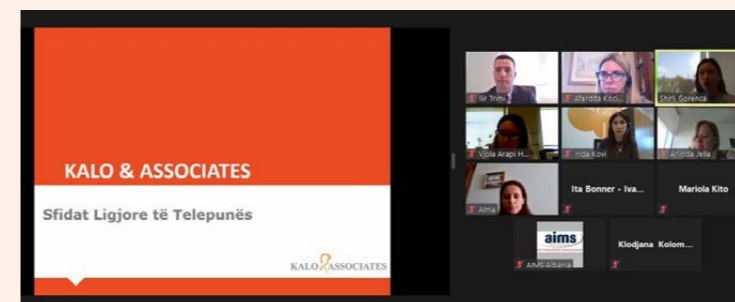 KALO & ASSOCIATES
Sfidat Ligjore të Telepunës
KALO ASSOCIATES
Ilir Trimi
Aferdita Koci...
Shirli Gorenca
Vjola Arapi H...
Irida Kovi
Arlinda Jella
Alma
Ita Bonner - Iva...
Mariola Kito
aims
AIMS Albania
Klodjana Kolom...